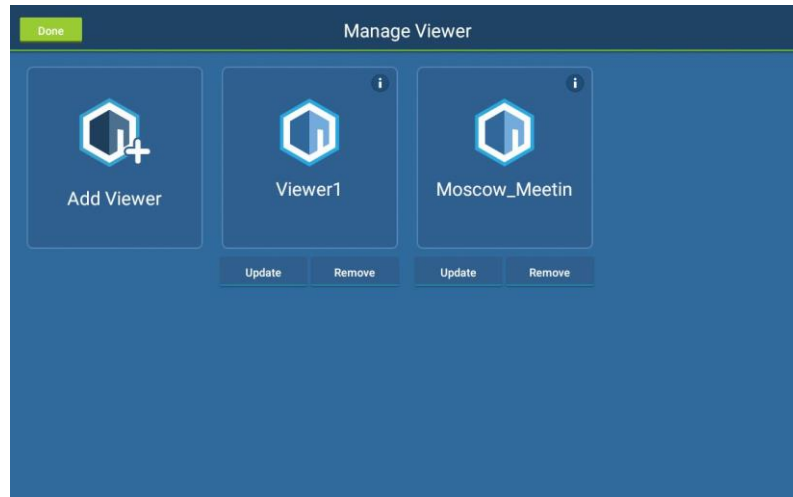 Done
Manage Viewer
Add Viewer
Viewer1
Moscow_Meetin
Update
Remove
Update
Remove